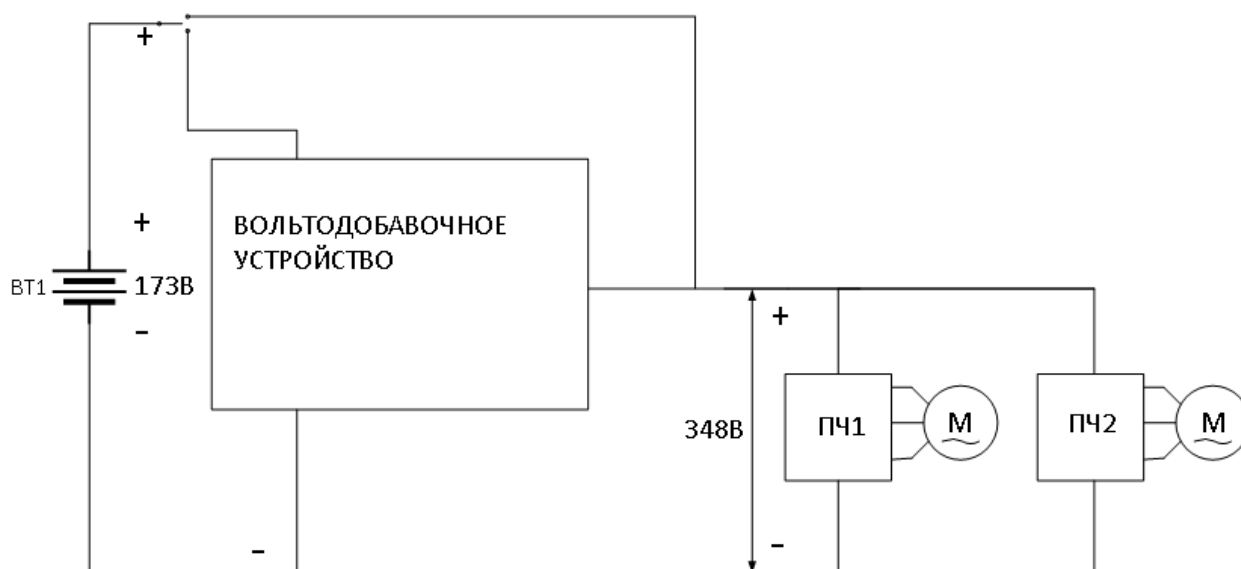 +
ВОЛЬТОДОБАВОЧНОЕ
УСТРОЙСТВО
+
BT1
173В
–
+
348В
ПЧ1
М
ПЧ2
М
–
–